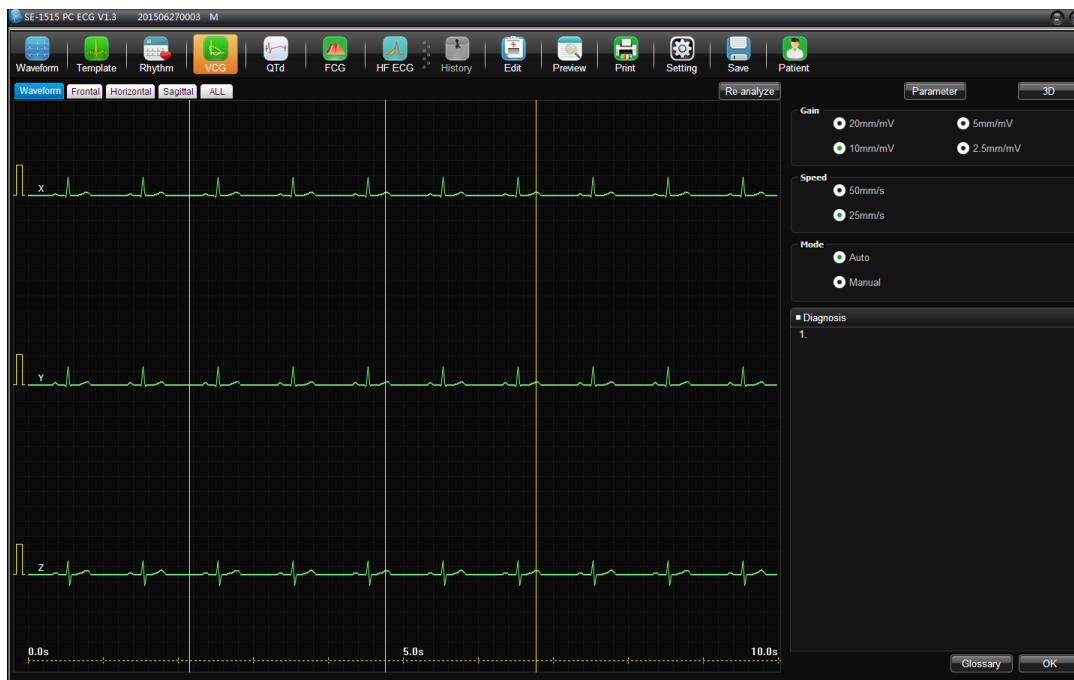 SE-1515 PC ECG V1.3 201506270003 M
Waveform Template Rhythm VCG QTd FCG HF ECG History Edit Preview Print Setting Save Patient
Waveform Frontal Horizontal Sagittal ALL Re-analyze Parameter 3D
Gain
20mm/mV 5mm/mV
10mm/mV 2.5mm/mV
Speed
50mm/s
25mm/s
Mode
Auto
Manual
Diagnosis
1.
X
Y
Z
0.0s 5.0s 10.0s
Glossary OK